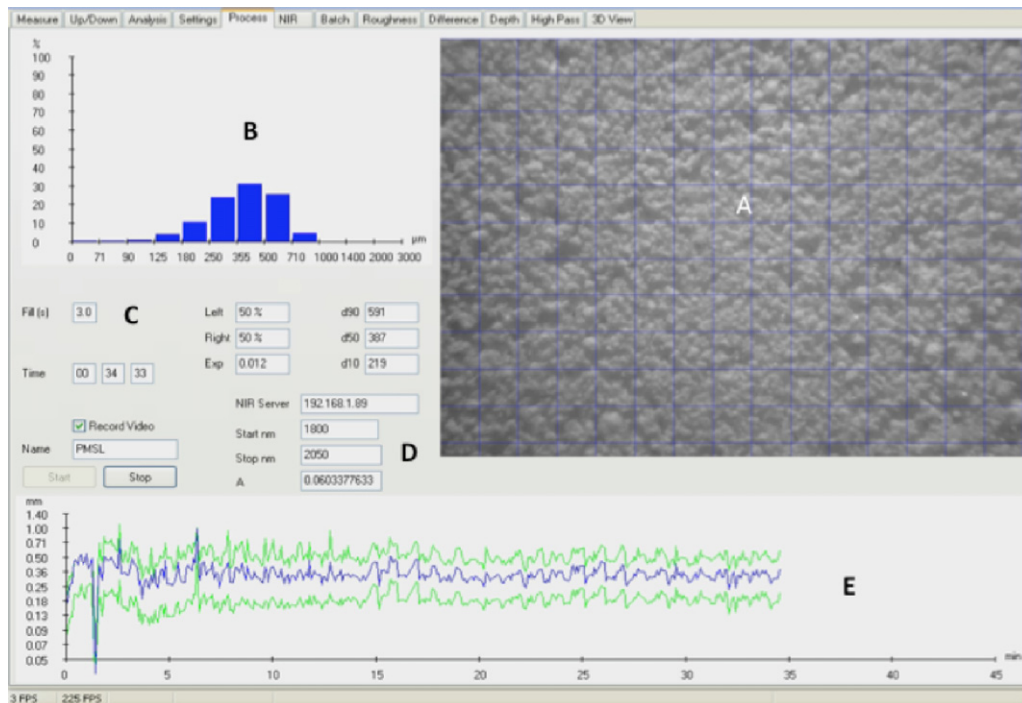 Measure Up/Down Analysis Settings Process NIR Batch Roughness Difference Depth High Pass 3D View
%
100
90
80
70
60
50
40
30
20
10
0
B
A
µm
0 71 90 125 180 250 355 500 710 1000 1400 2000 3000
Fill (s) 3.0 C Left 50 % d90 591
Right 50 % d50 387
Exp 0.012 d10 219
Time 00 34 33
NIR Server 192.168.1.89
Record Video
Start nm 1800
Name PMSL
Stop nm 2050
D
Start Stop
A 0.0603377633
mm
1.40
1.00
0.71
0.50
0.36
0.25
0.18
0.13
0.09
0.07
0.05
E
min
0 5 10 15 20 25 30 35 40 45
3 FPS 225 FPS